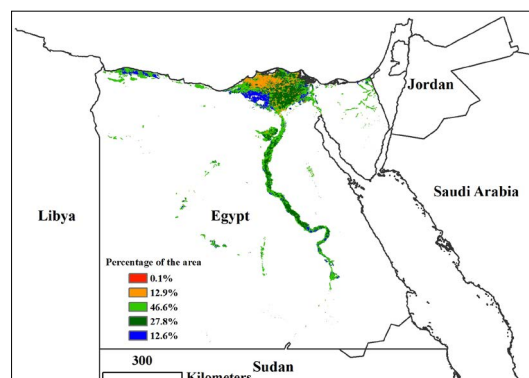 Jordan
Saudi Arabia
Libya
Egypt
Percentage of the area
0.1%
12.9%
46.6%
27.8%
12.6%
300
Sudan
Kilometers